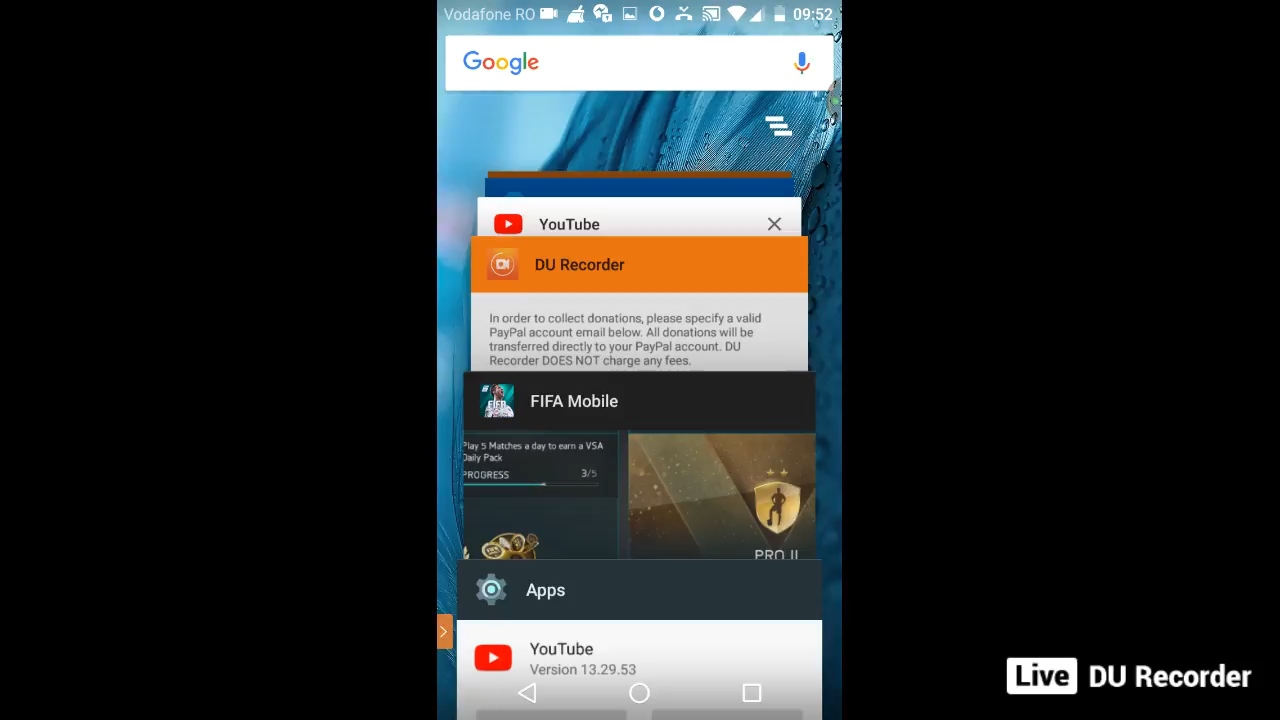 Vodafone RO 09:52
Google
YouTube
DU Recorder
In order to collect donations, please specify a valid
PayPal account email below. All donations will be
transferred directly to your PayPal account. DU
Recorder DOES NOT charge any fees.
FIFA Mobile
Play 5 Matches a day to earn a VSA
Daily Pack
PROGRESS 3/5
PRO II
Apps
YouTube
Version 13.29.53
Live DU Recorder